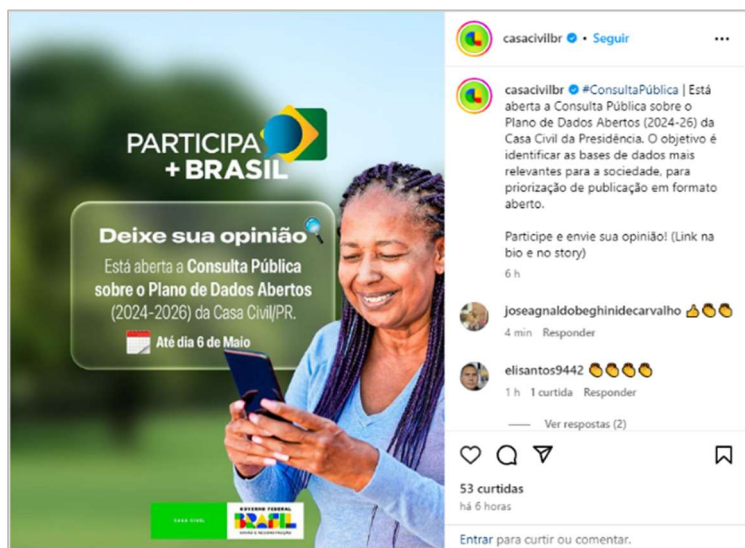 PARTICIPA
+ BRASIL
Deixe sua opinião
Está aberta a Consulta Pública
sobre o Plano de Dados Abertos
(2024-2026) da Casa Civil/PR.
Até dia 6 de Maio
CASA CIVIL
GOVERNO FEDERAL
BRASIL
UNIÃO E RECONSTRUÇÃO
casacivilbr • Seguir
casacivilbr #ConsultaPública | Está
aberta a Consulta Pública sobre o
Plano de Dados Abertos (2024-26) da
Casa Civil da Presidência. O objetivo é
identificar as bases de dados mais
relevantes para a sociedade, para
priorização de publicação em formato
aberto.
Participe e envie sua opinião! (Link na
bio e no story)
6 h
joseagnaldobeghinidecarvalho 👍👏👏
4 min Responder
elisantos9442 👏👏👏👏
1 h 1 curtida Responder
Ver respostas (2)
53 curtidas
há 6 horas
Entrar para curtir ou comentar.